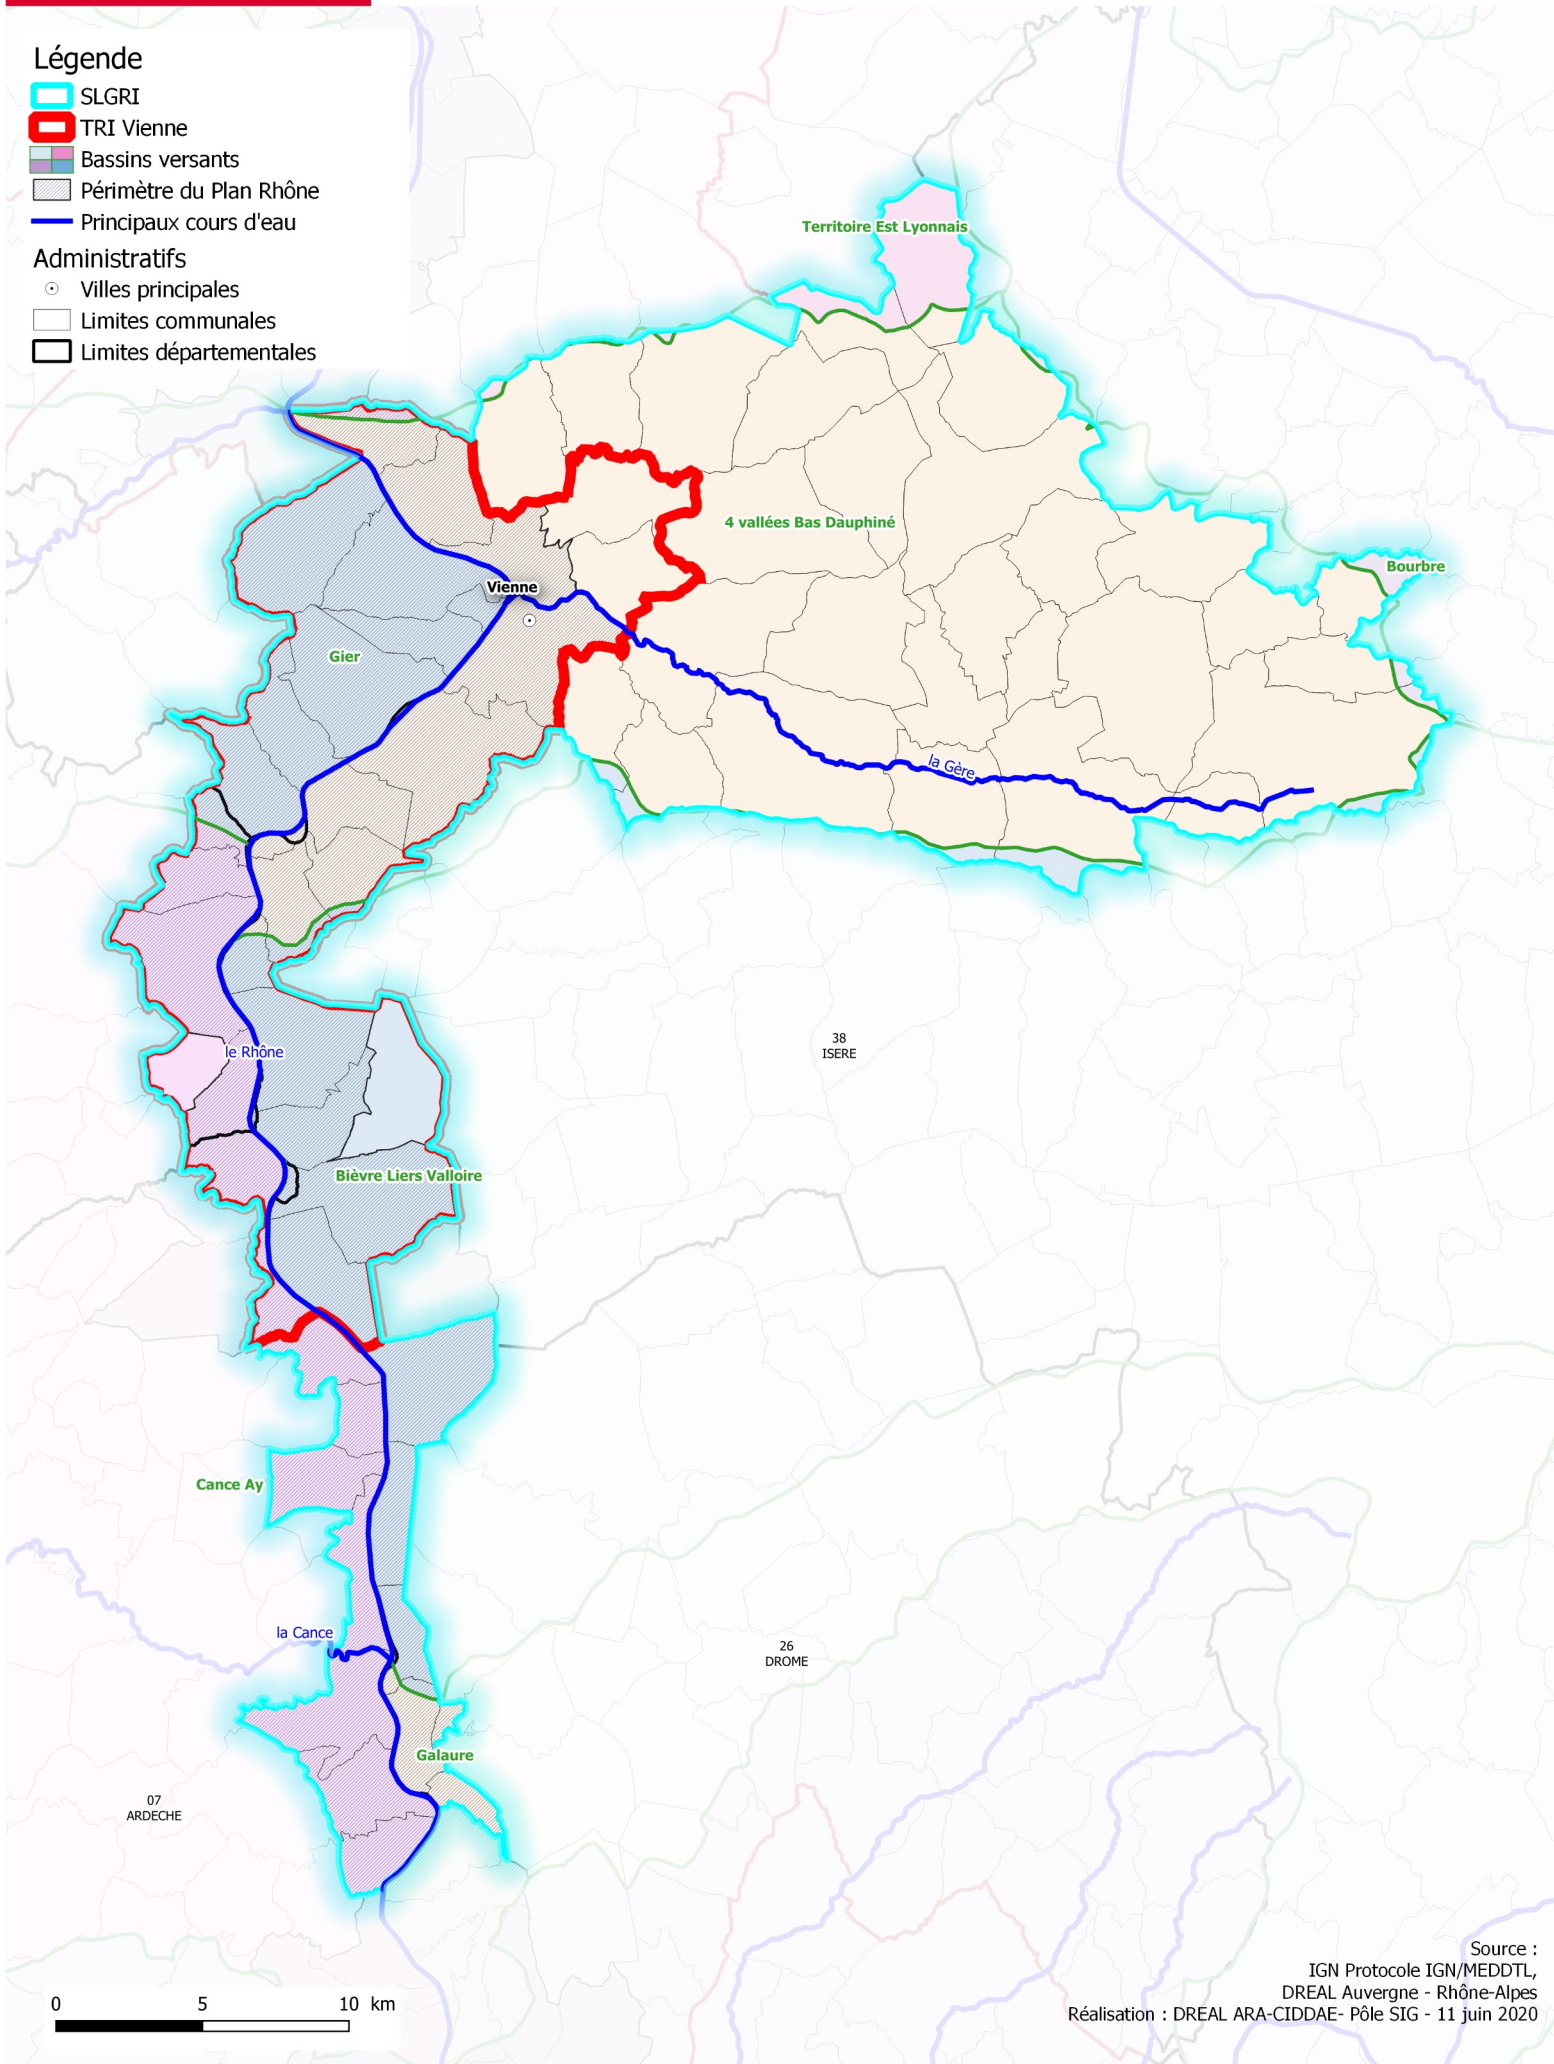 Légende
SLGRI
TRI Vienne
Bassins versants
Périmètre du Plan Rhône
Principaux cours d'eau
Administratifs
Villes principales
Limites communales
Limites départementales
Territoire Est Lyonnais
4 vallées Bas Dauphiné
Bourbre
Vienne
Gier
la Gère
38
ISERE
le Rhône
Bièvre Liers Valloire
Cance Ay
la Cance
26
DROME
Galaure
07
ARDECHE
Source :
IGN Protocole IGN/MEDDTL,
DREAL Auvergne - Rhône-Alpes
Réalisation : DREAL ARA-CIDDAE- Pôle SIG - 11 juin 2020
0 5 10 km